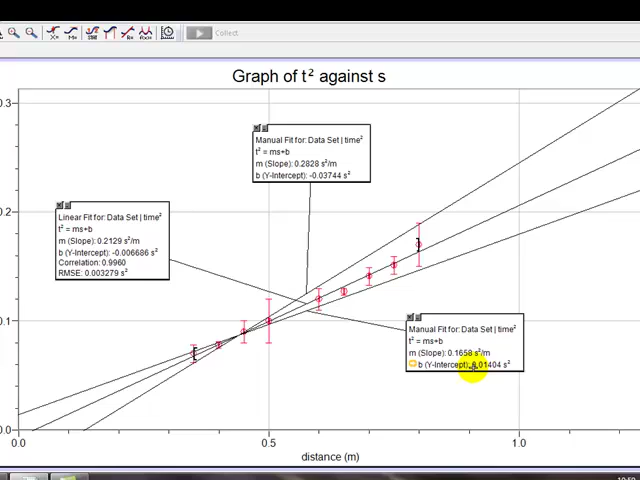 Collect
Graph of t² against s
0.3
0.2
0.1
0.0
0.0
0.5
1.0
distance (m)
Manual Fit for: Data Set | time²
t² = ms+b
m (Slope): 0.2828 s²/m
b (Y-Intercept): -0.03744 s²
Linear Fit for: Data Set | time²
t² = ms+b
m (Slope): 0.2129 s²/m
b (Y-Intercept): -0.006686 s²
Correlation: 0.9960
RMSE: 0.003279 s²
Manual Fit for: Data Set | time²
t² = ms+b
m (Slope): 0.1658 s²/m
b (Y-Intercept): 0.01404 s²